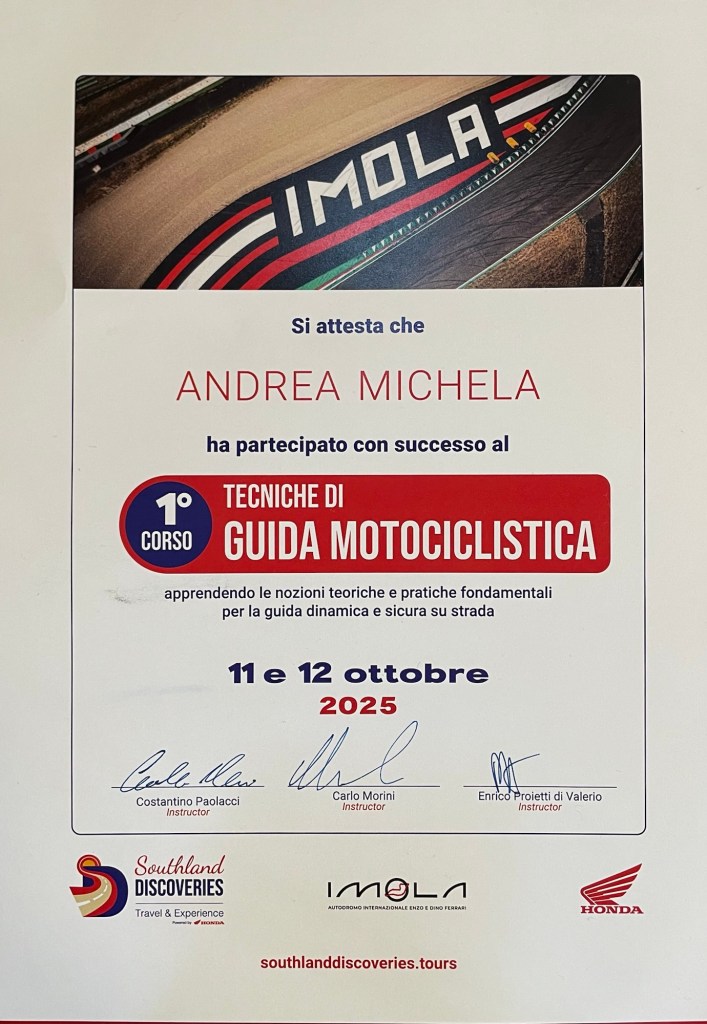 IMOLA
Si attesta che
ANDREA MICHELA
ha partecipato con successo al
1° CORSO
TECNICHE DI
GUIDA MOTOCICLISTICA
apprendendo le nozioni teoriche e pratiche fondamentali
per la guida dinamica e sicura su strada
11 e 12 ottobre
2025
Costantino Paolacci
Instructor
Carlo Morini
Instructor
Enrico Proietti di Valerio
Instructor
Southland
DISCOVERIES
Travel & Experience
Powered by HONDA
IMOLA
AUTODROMO INTERNAZIONALE ENZO E DINO FERRARI
HONDA
southlanddiscoveries.tours